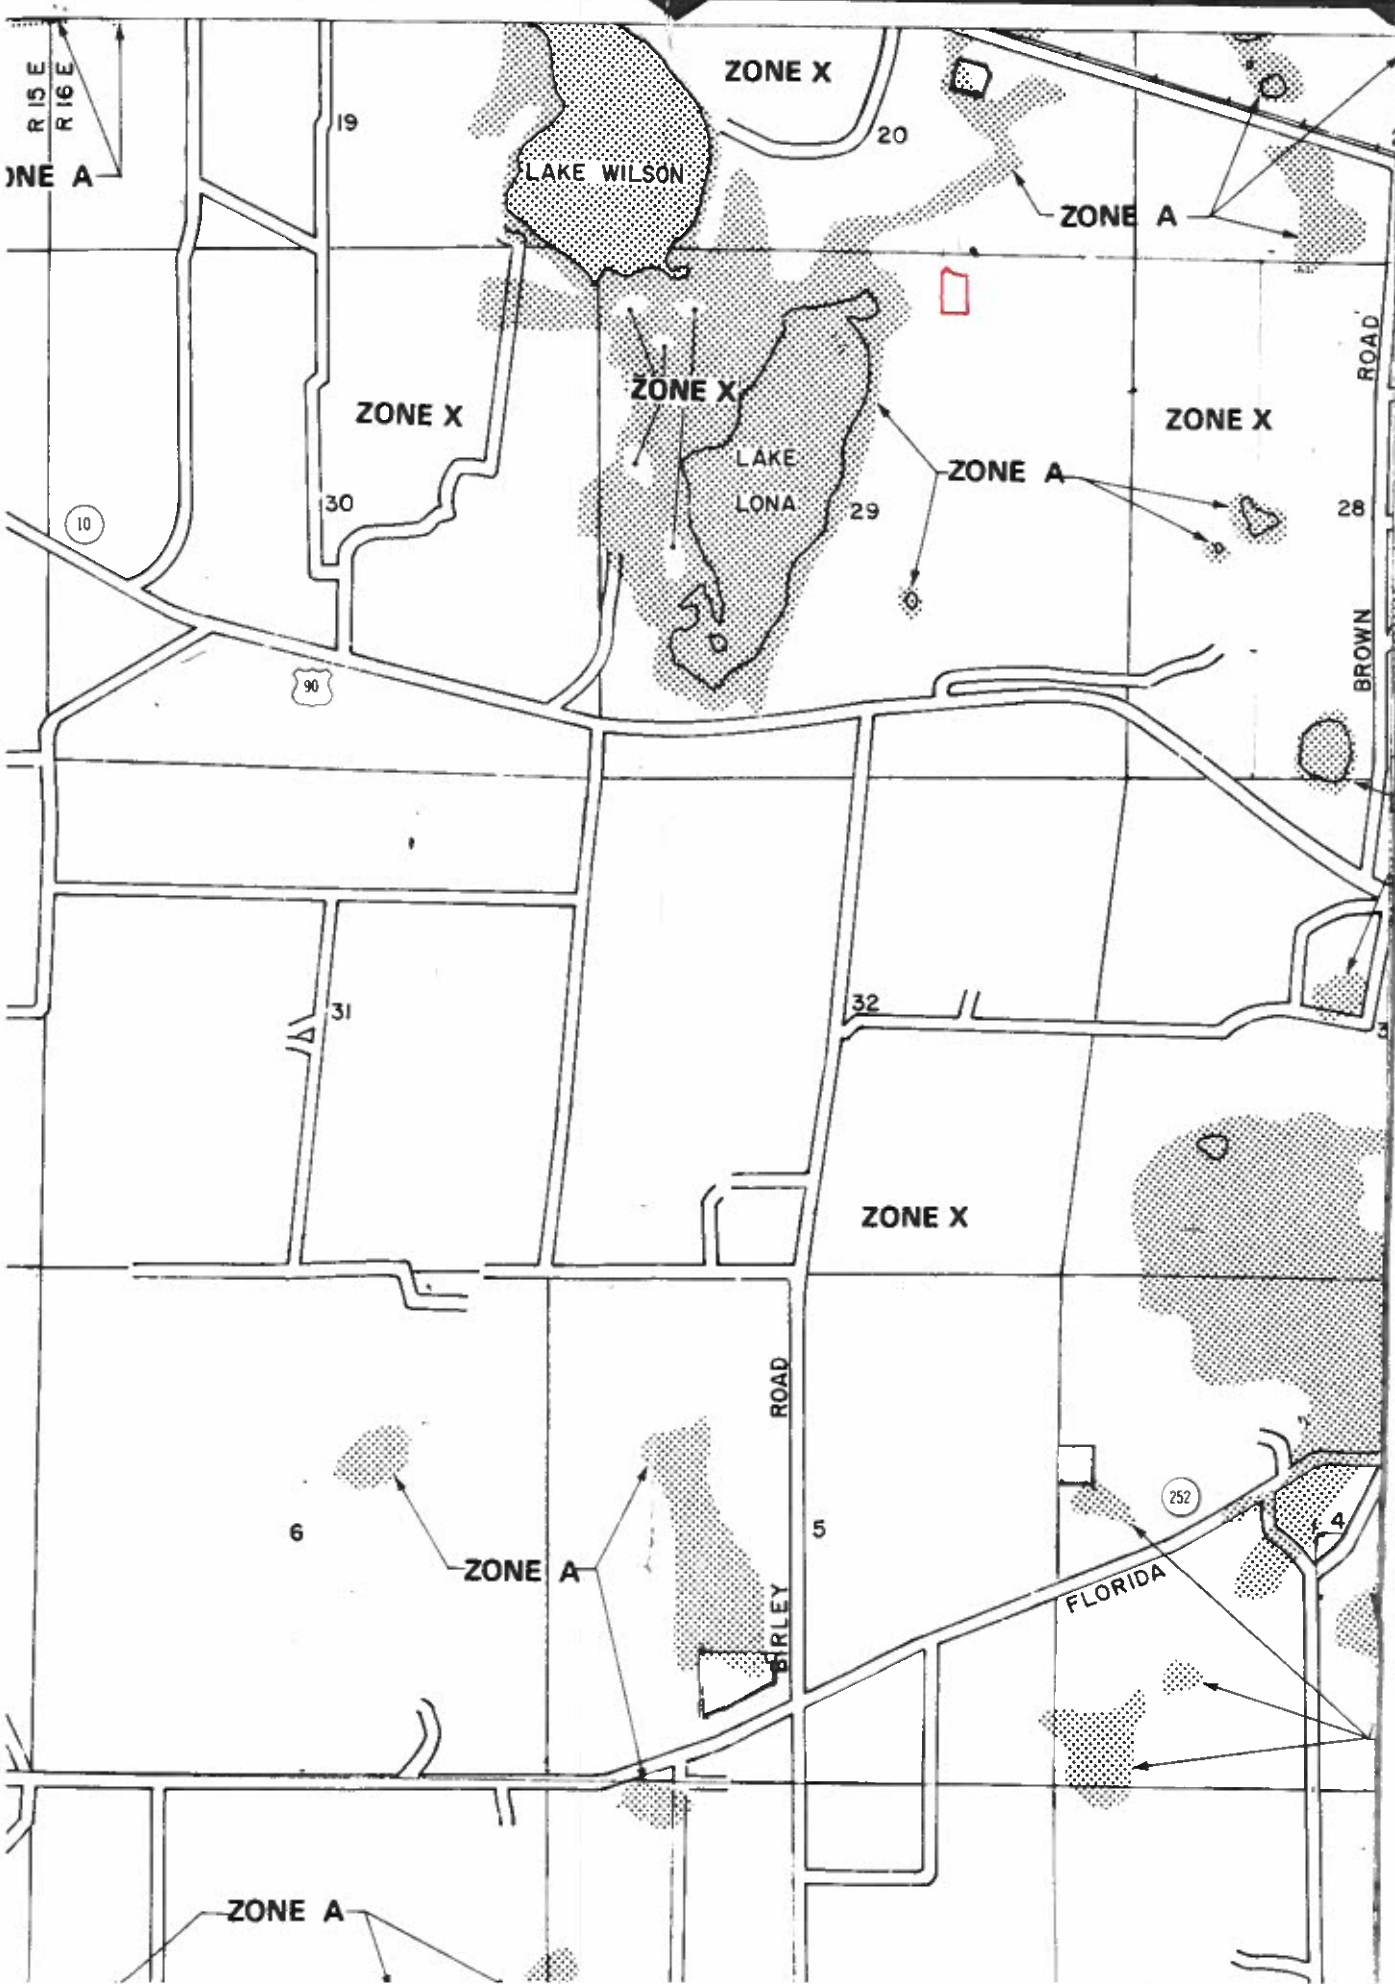 ZONE X
R 15 E
R 16 E
19
20
ZONE A
LAKE WILSON
ZONE A
ROAD
ZONE X
ZONE X
ZONE X
LAKE
LONA
ZONE A
30
29
28
10
BROWN
90
31
32
ZONE X
ROAD
252
6
5
4
ZONE A
FLORIDA
BIRLEY
ZONE A